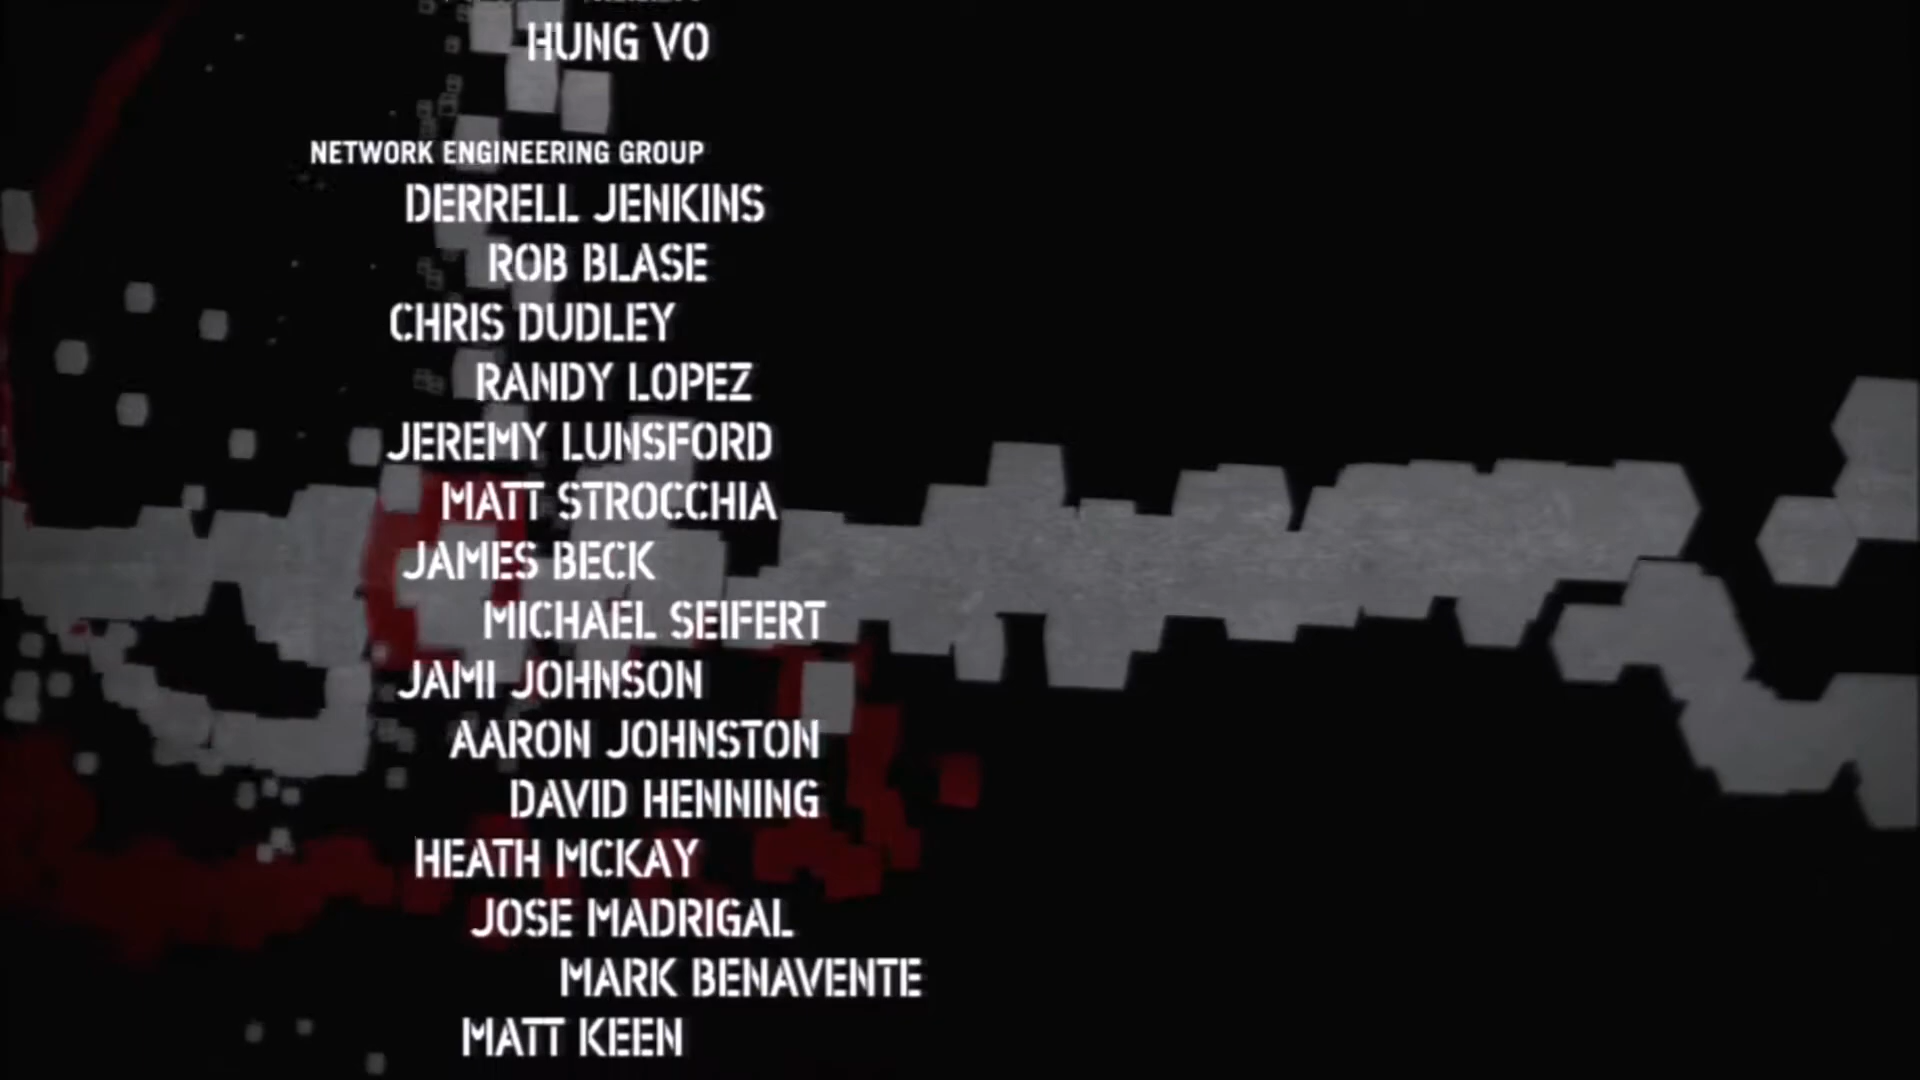 HUNG VO
NETWORK ENGINEERING GROUP
DERRELL JENKINS
ROB BLASE
CHRIS DUDLEY
RANDY LOPEZ
JEREMY LUNSFORD
MATT STROCCHIA
JAMES BECK
MICHAEL SEIFERT
JAMI JOHNSON
AARON JOHNSTON
DAVID HENNING
HEATH MCKAY
JOSE MADRIGAL
MARK BENAVENTE
MATT KEEN